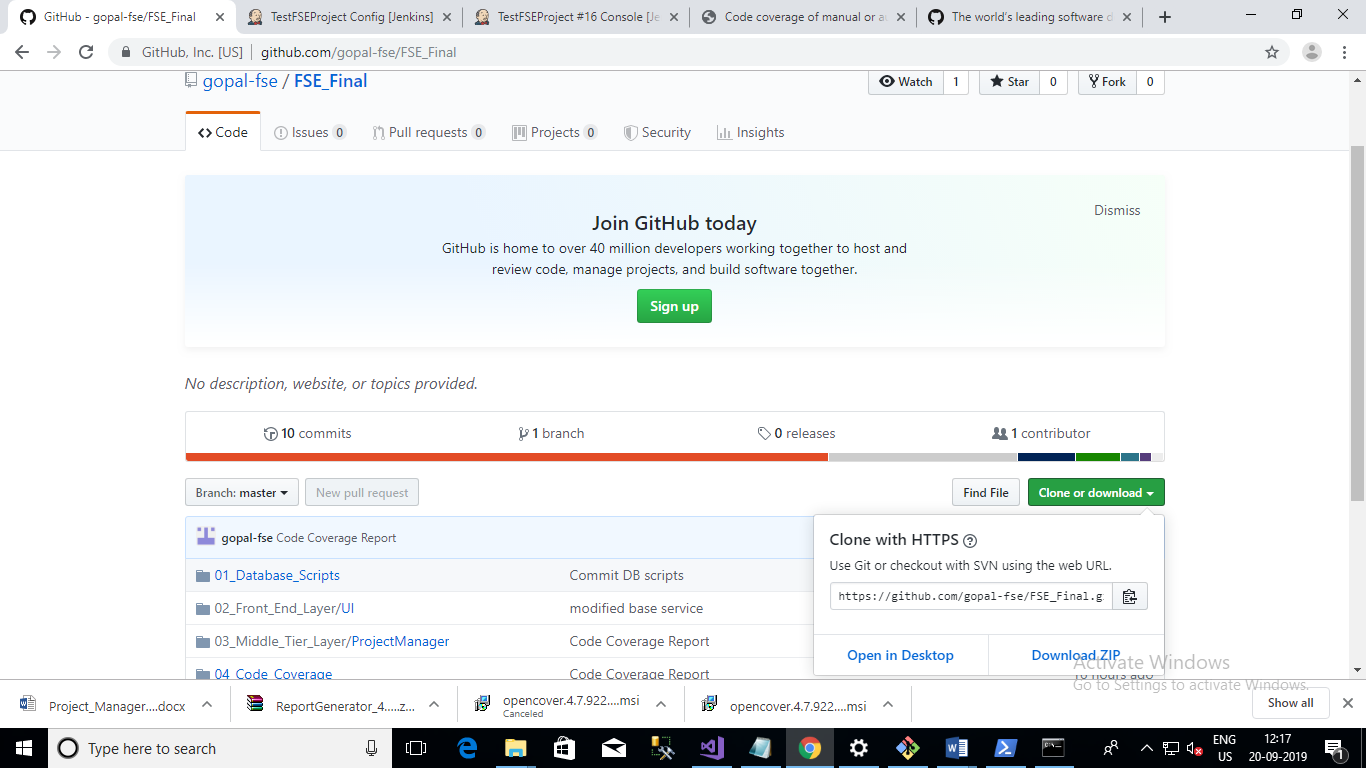 GitHub - gopal-fse/FSE_Final
TestFSEProject Config [Jenkins]
TestFSEProject #16 Console [Je
Code coverage of manual or au
The world's leading software d
GitHub, Inc. [US] | github.com/gopal-fse/FSE_Final
gopal-fse / FSE_Final
Watch 1
Star 0
Fork 0
Code
Issues 0
Pull requests 0
Projects 0
Security
Insights
Join GitHub today
Dismiss
GitHub is home to over 40 million developers working together to host and
review code, manage projects, and build software together.
Sign up
No description, website, or topics provided.
10 commits
1 branch
0 releases
1 contributor
Branch: master
New pull request
Find File
Clone or download
gopal-fse Code Coverage Report
01_Database_Scripts
Commit DB scripts
02_Front_End_Layer/UI
modified base service
03_Middle_Tier_Layer/ProjectManager
Code Coverage Report
04_Code_Coverage
Code Coverage Report
Clone with HTTPS
Use Git or checkout with SVN using the web URL.
https://github.com/gopal-fse/FSE_Final.g
Open in Desktop
Download ZIP
16 hours ago
Activate Windows
Go to Settings to activate Windows.
Project_Manager....docx
ReportGenerator_4.....z...
opencover.4.7.922....msi
Canceled
opencover.4.7.922....msi
Show all
Type here to search
ENG
US
12:17
20-09-2019
1